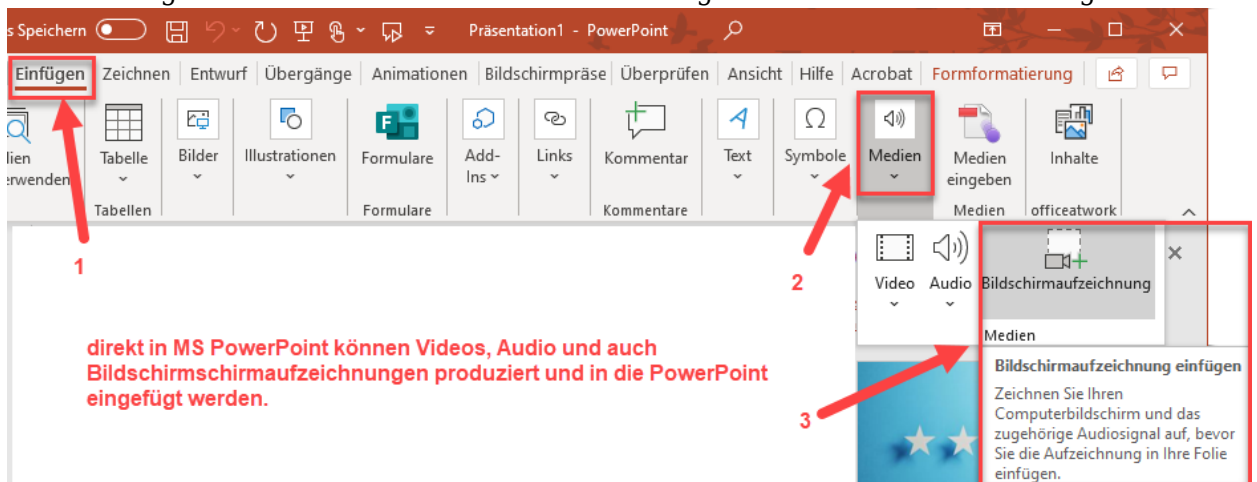 s Speichern Präsentation1 - PowerPoint
Einfügen Zeichnen Entwurf Übergänge Animationen Bildschirmpräse Überprüfen Ansicht Hilfe Acrobat Formformatierung
lien Tabelle Bilder Illustrationen Formulare Add- Links Kommentar Text Symbole Medien Medien Inhalte
erwenden Ins eingeben
Tabellen Formulare Kommentare Medien officeatwork
1
2
Video Audio Bildschirmaufzeichnung
Medien
direkt in MS PowerPoint können Videos, Audio und auch
Bildschirmschirmaufzeichnungen produziert und in die PowerPoint
eingefügt werden.
3
Bildschirmaufzeichnung einfügen
Zeichnen Sie Ihren
Computerbildschirm und das
zugehörige Audiosignal auf, bevor
Sie die Aufzeichnung in Ihre Folie
einfügen.